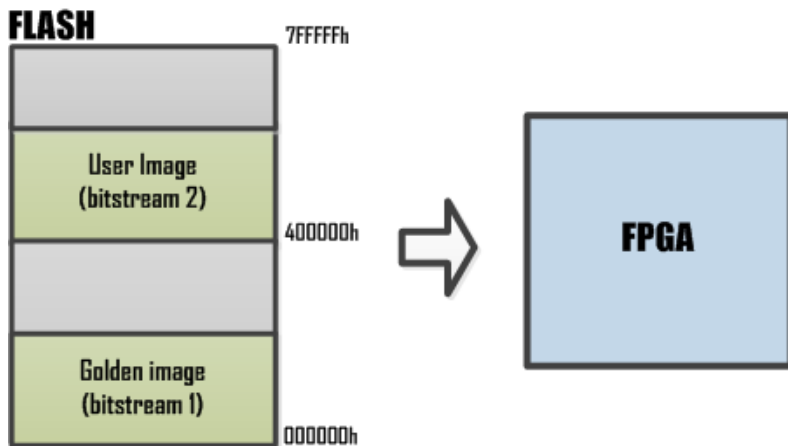 FLASH
7FFFFFh
User Image
(bitstream 2)
400000h
FPGA
Golden image
(bitstream 1)
000000h